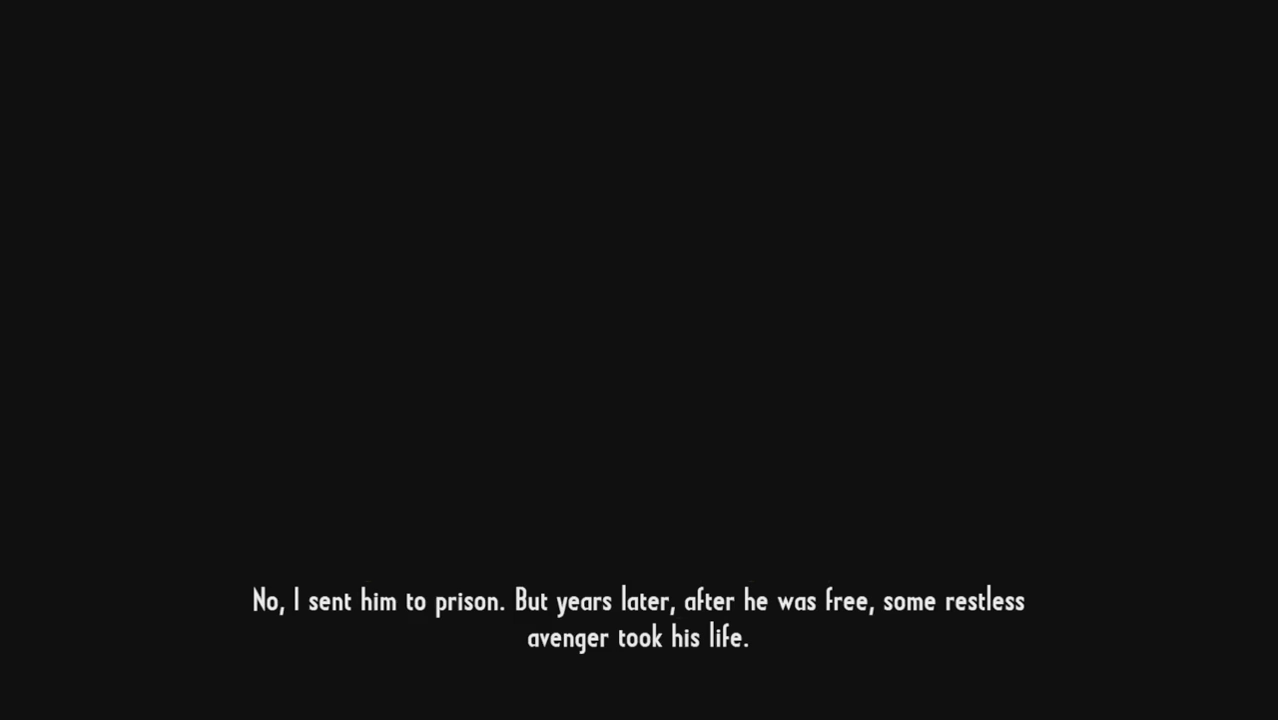 No, I sent him to prison. But years later, after he was free, some restless
avenger took his life.